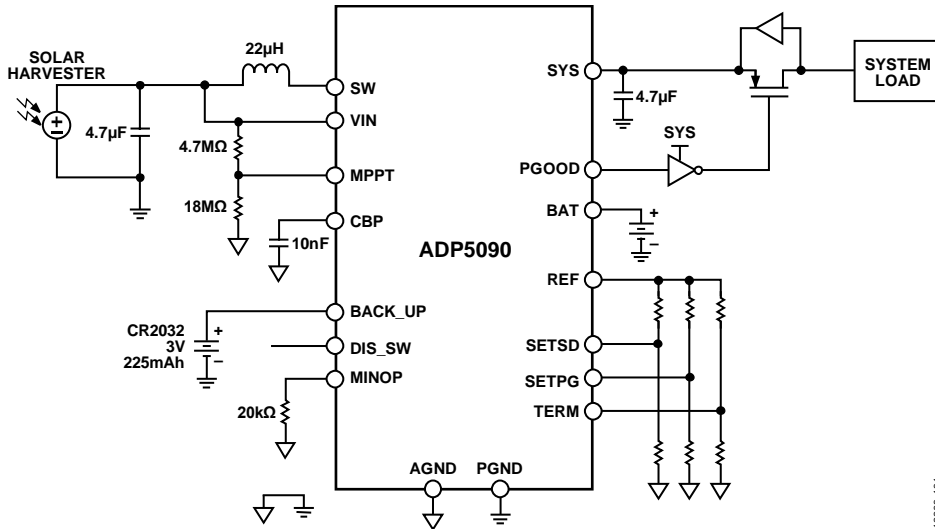 SOLAR
HARVESTER
22µH
4.7µF
4.7MΩ
18MΩ
10nF
CR2032
3V
225mAh
+
–
20kΩ
SW
VIN
MPPT
CBP
BACK_UP
DIS_SW
MINOP
ADP5090
AGND
PGND
SYS
PGOOD
BAT
REF
SETSD
SETPG
TERM
4.7µF
SYS
+
–
SYSTEM
LOAD